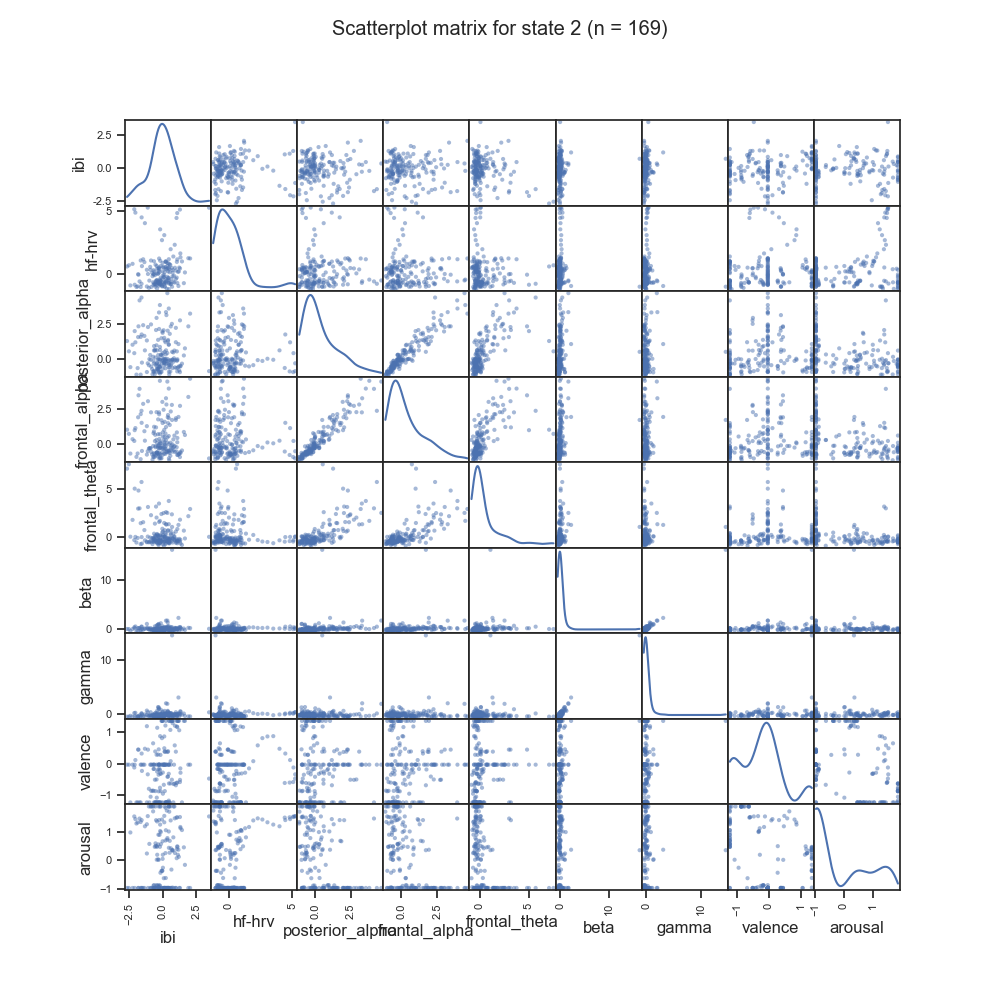 Scatterplot matrix for state 2 (n = 169)
2.5
0.0
−2.5
ibi
5
0
hf-hrv
2.5
0.0
posterior_alpha
2.5
0.0
frontal_alpha
5
0
frontal_theta
10
0
beta
10
0
gamma
1
0
−1
valence
1
0
−1
arousal
−2.5 0.0 2.5 0 5 0.0 2.5 0.0 2.5 0 5 0 10 0 10 −1 0 1 −1 0 1
ibi hf-hrv posterior_alpha frontal_alpha frontal_theta beta gamma valence arousal